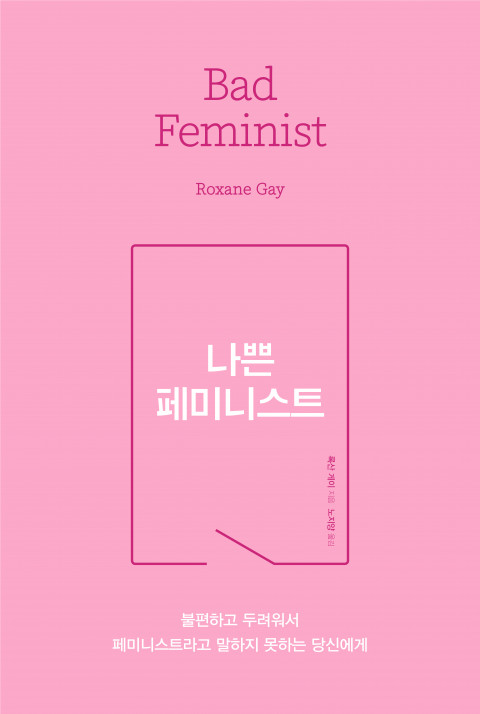 Bad
Feminist
Roxane Gay
나쁜
페미니스트
록산 게이 지음 노지양 옮김
불편하고 두려워서
페미니스트라고 말하지 못하는 당신에게